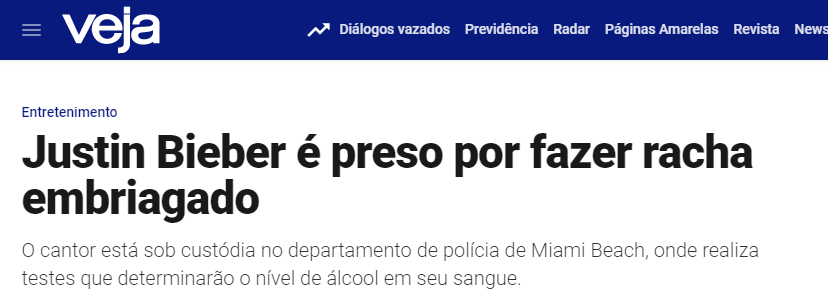 veja
Diálogos vazados Previdência Radar Páginas Amarelas Revista News
Entretenimento
Justin Bieber é preso por fazer racha
embriagado
O cantor está sob custódia no departamento de polícia de Miami Beach, onde realiza
testes que determinarão o nível de álcool em seu sangue.